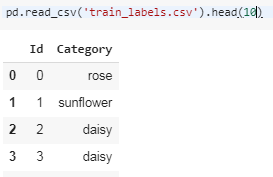 pd.read_csv('train_labels.csv').head(10)
Id Category
0 0 rose
1 1 sunflower
2 2 daisy
3 3 daisy